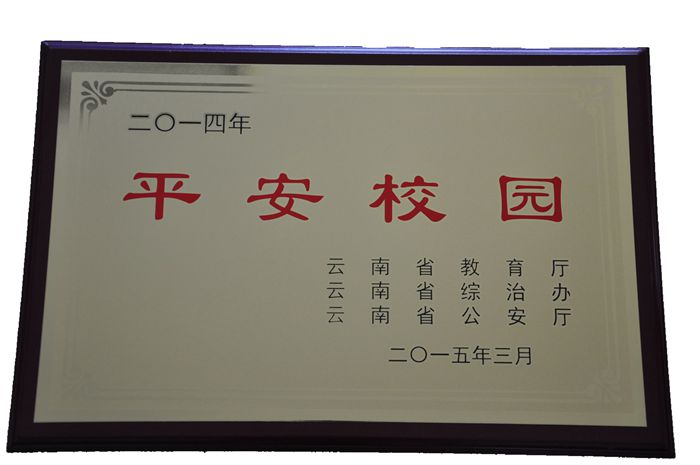 二〇一四年
平安校园
云南省教育厅
云南省综治办
云南省公安厅
二〇一五年三月